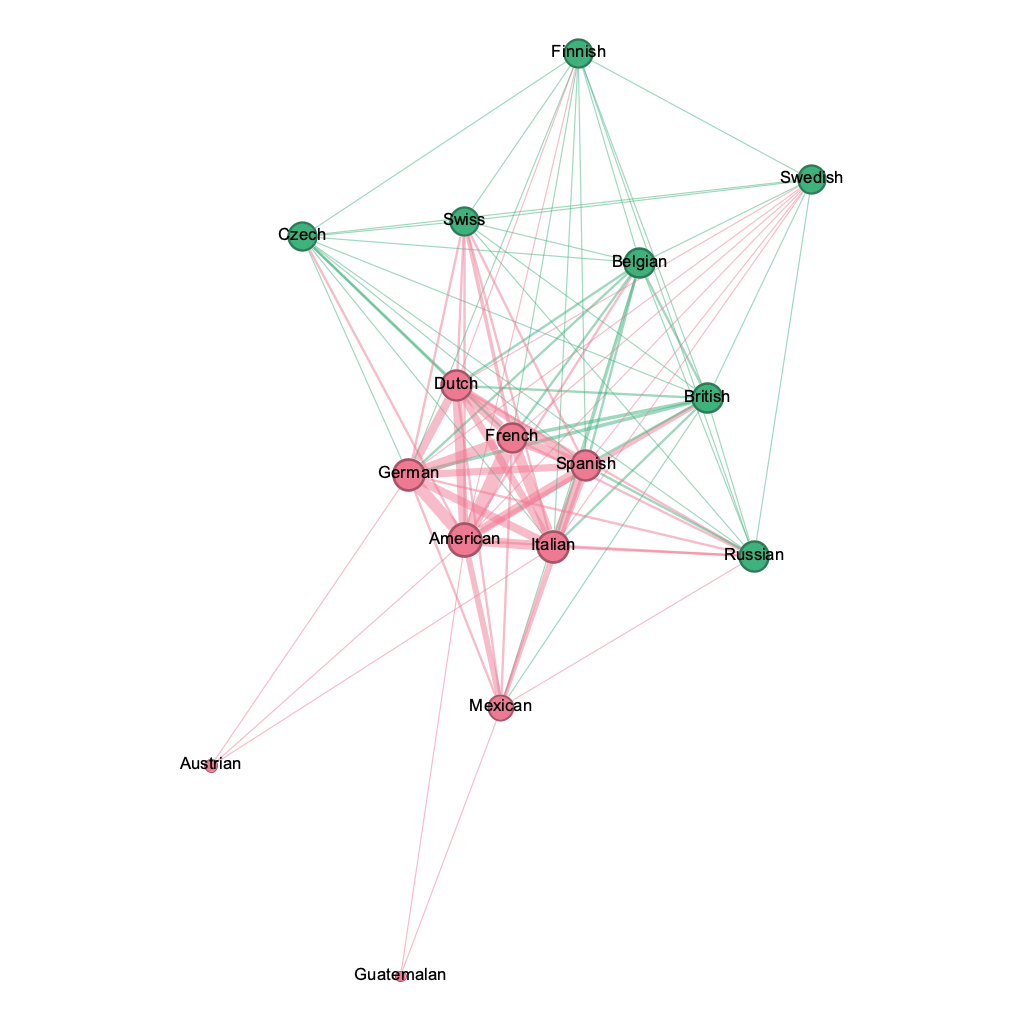 Finnish
Swedish
Swiss
Czech
Belgian
Dutch
British
French
Spanish
German
American
Italian
Russian
Mexican
Austrian
Guatemalan